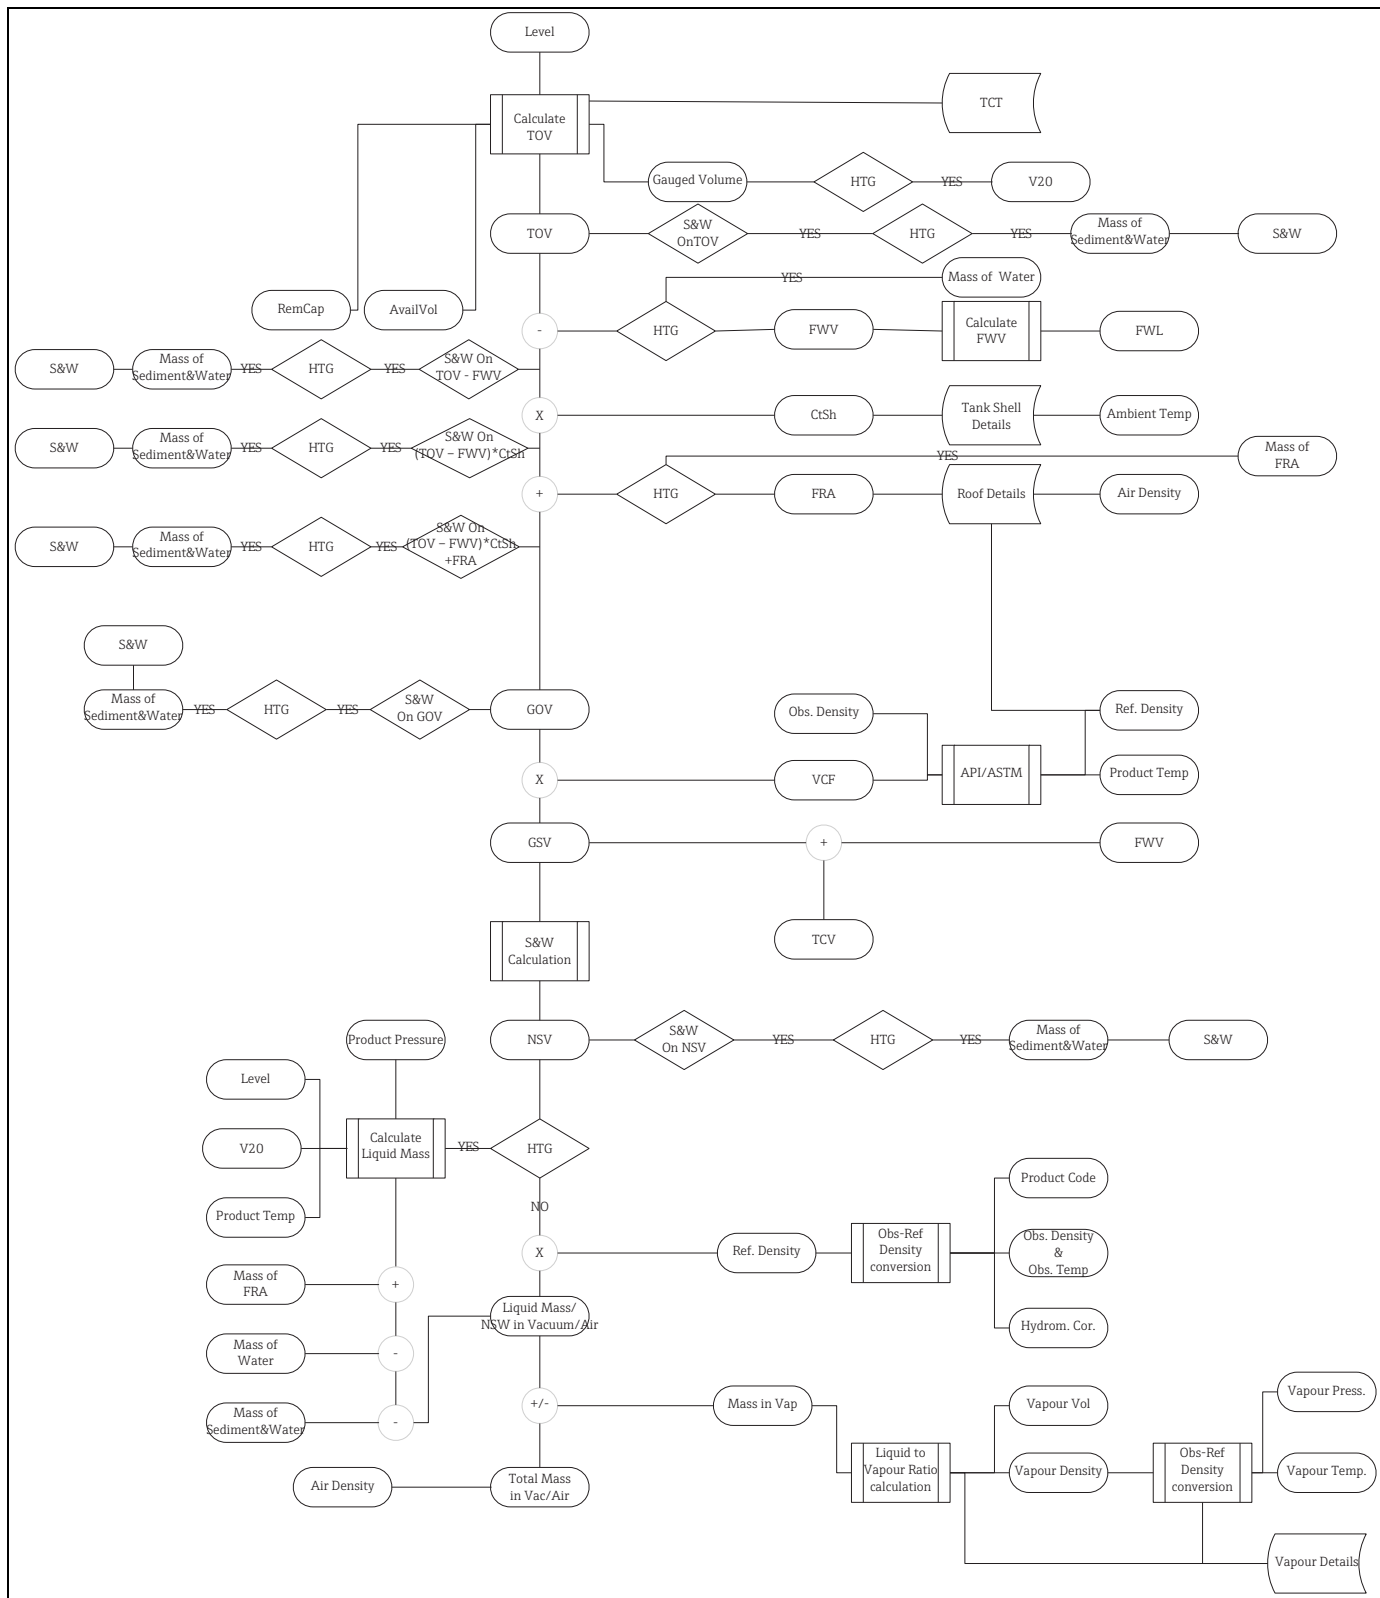 Level
Calculate
TOV
TCT
Gauged Volume
HTG
YES
V20
TOV
S&W
OnTOV
YES
HTG
YES
Mass of
Sediment&Water
S&W
RemCap
AvailVol
YES
Mass of  Water
-
HTG
FWV
Calculate
FWV
FWL
S&W
Mass of
Sediment&Water
YES
HTG
YES
S&W On
TOV - FWV
X
CtSh
Tank Shell
Details
Ambient Temp
S&W
Mass of
Sediment&Water
YES
HTG
YES
S&W On
(TOV – FWV)*CtSh
YES
Mass of
FRA
+
HTG
FRA
Roof Details
Air Density
S&W
Mass of
Sediment&Water
YES
HTG
YES
S&W On
(TOV – FWV)*CtSh
+FRA
S&W
Mass of
Sediment&Water
YES
HTG
YES
S&W
On GOV
GOV
Obs. Density
Ref. Density
X
VCF
API/ASTM
Product Temp
GSV
+
FWV
TCV
S&W
Calculation
Product Pressure
NSV
S&W
On NSV
YES
HTG
YES
Mass of
Sediment&Water
S&W
Level
V20
Calculate
Liquid Mass
YES
HTG
Product Temp
NO
Product Code
X
Ref. Density
Obs-Ref
Density
conversion
Obs. Density
&
Obs. Temp
Hydrom. Cor.
Mass of
FRA
+
Liquid Mass/
NSW in Vacuum/Air
Mass of
Water
-
Mass of
Sediment&Water
-
+/-
Mass in Vap
Vapour Vol
Vapour Press.
Liquid to
Vapour Ratio
calculation
Vapour Density
Obs-Ref
Density
conversion
Vapour Temp.
Air Density
Total Mass
in Vac/Air
Vapour Details